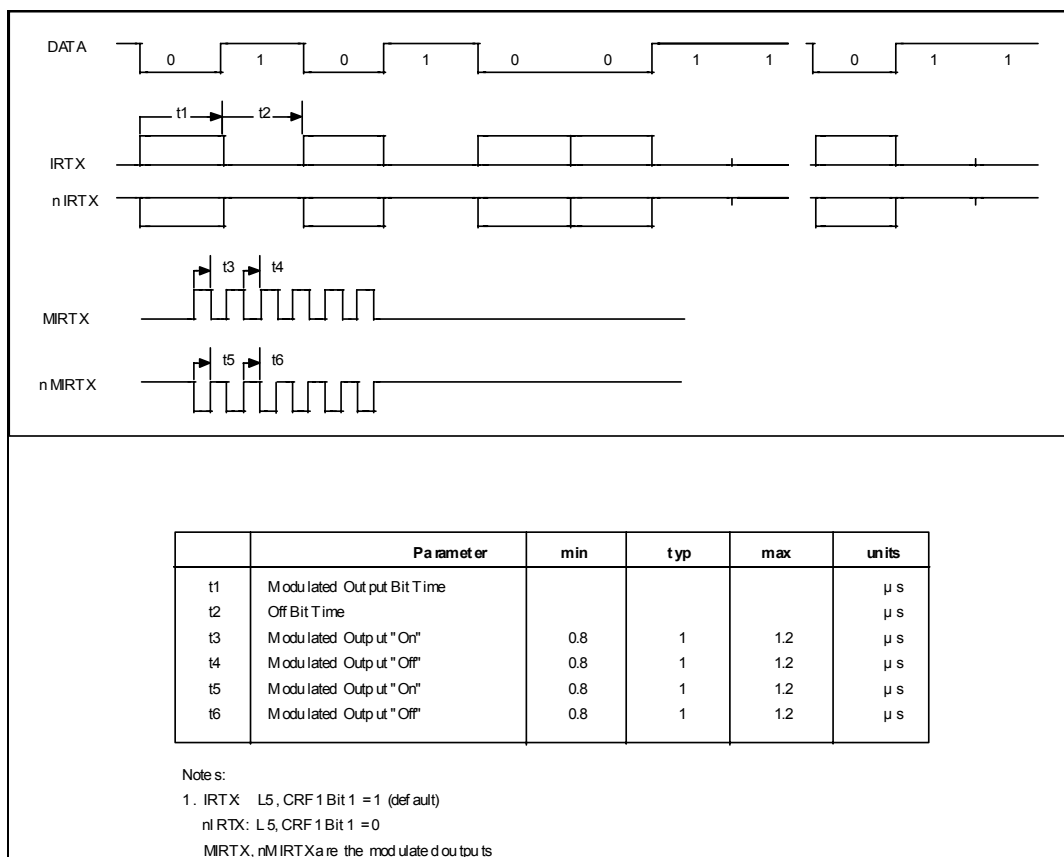 DATA
0 1 0 1 0 0 1 1 0 1 1
t1 t2
IRTX
nIRTX
t3 t4
MIRTX
t5 t6
nMIRTX
Parameter min typ max units
t1 Modulated Output Bit Time µs
t2 Off Bit Time µs
t3 Modulated Output "On" 0.8 1 1.2 µs
t4 Modulated Output "Off" 0.8 1 1.2 µs
t5 Modulated Output "On" 0.8 1 1.2 µs
t6 Modulated Output "Off" 0.8 1 1.2 µs
Notes:
1. IRTX: L5, CRF1 Bit 1 = 1 (default)
nIRTX: L5, CRF1 Bit 1 = 0
MIRTX, nMIRTX are the modulated outputs